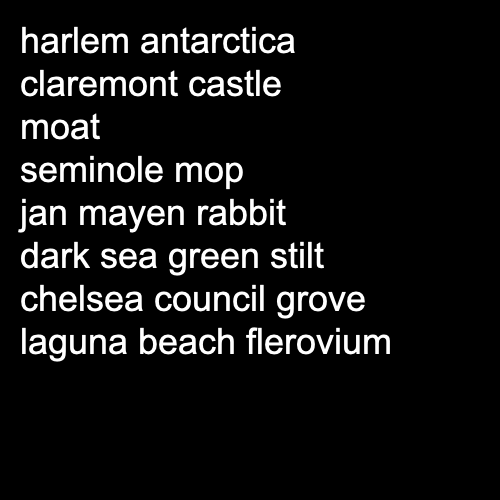 harlem antarctica
claremont castle
moat
seminole mop
jan mayen rabbit
dark sea green stilt
chelsea council grove
laguna beach flerovium